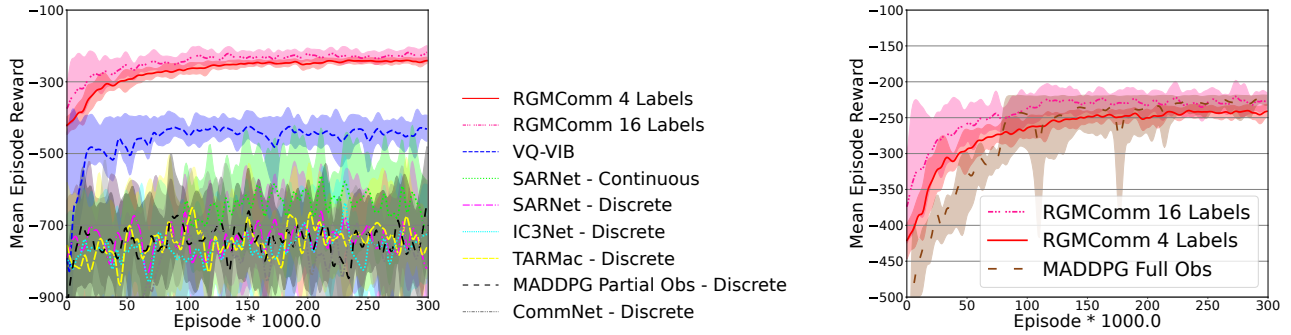 −100
−300
−500
−700
−900
Mean Episode Reward
0
50
100
150
200
250
300
Episode * 1000.0
RGMComm 4 Labels
RGMComm 16 Labels
VQ-VIB
SARNet - Continuous
SARNet - Discrete
IC3Net - Discrete
TARMac - Discrete
MADDPG Partial Obs - Discrete
CommNet - Discrete
−100
−150
−200
−250
−300
−350
−400
−450
−500
Mean Episode Reward
RGMComm 16 Labels
RGMComm 4 Labels
MADDPG Full Obs
0
50
100
150
200
250
300
Episode * 1000.0